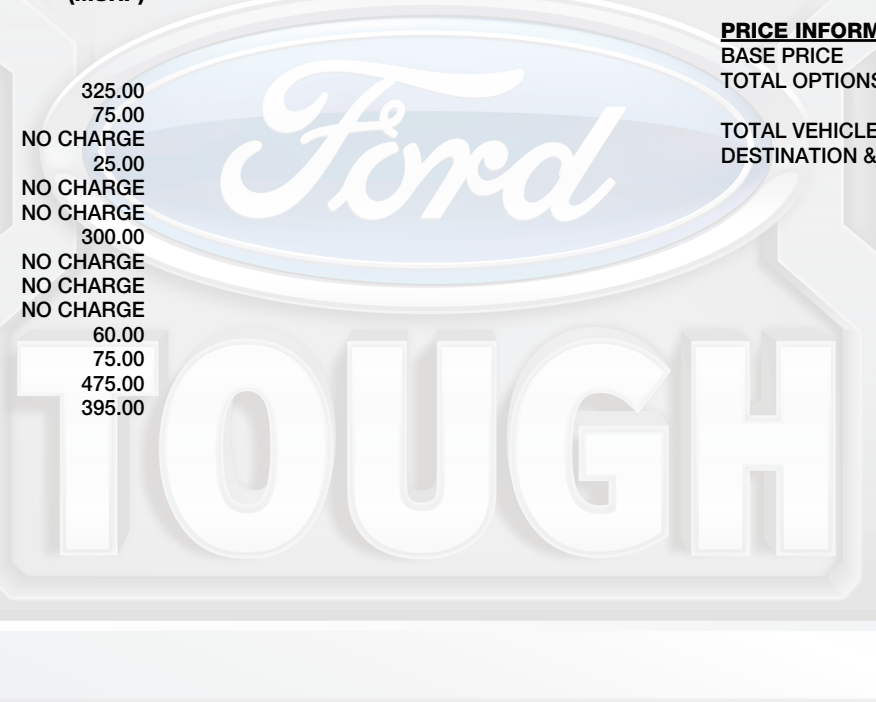 (MSRP)
325.00
75.00
NO CHARGE
25.00
NO CHARGE
NO CHARGE
300.00
NO CHARGE
NO CHARGE
NO CHARGE
60.00
75.00
475.00
395.00
PRICE INFORM
BASE PRICE
TOTAL OPTIONS
TOTAL VEHICLE
DESTINATION &
Ford
TOUGH